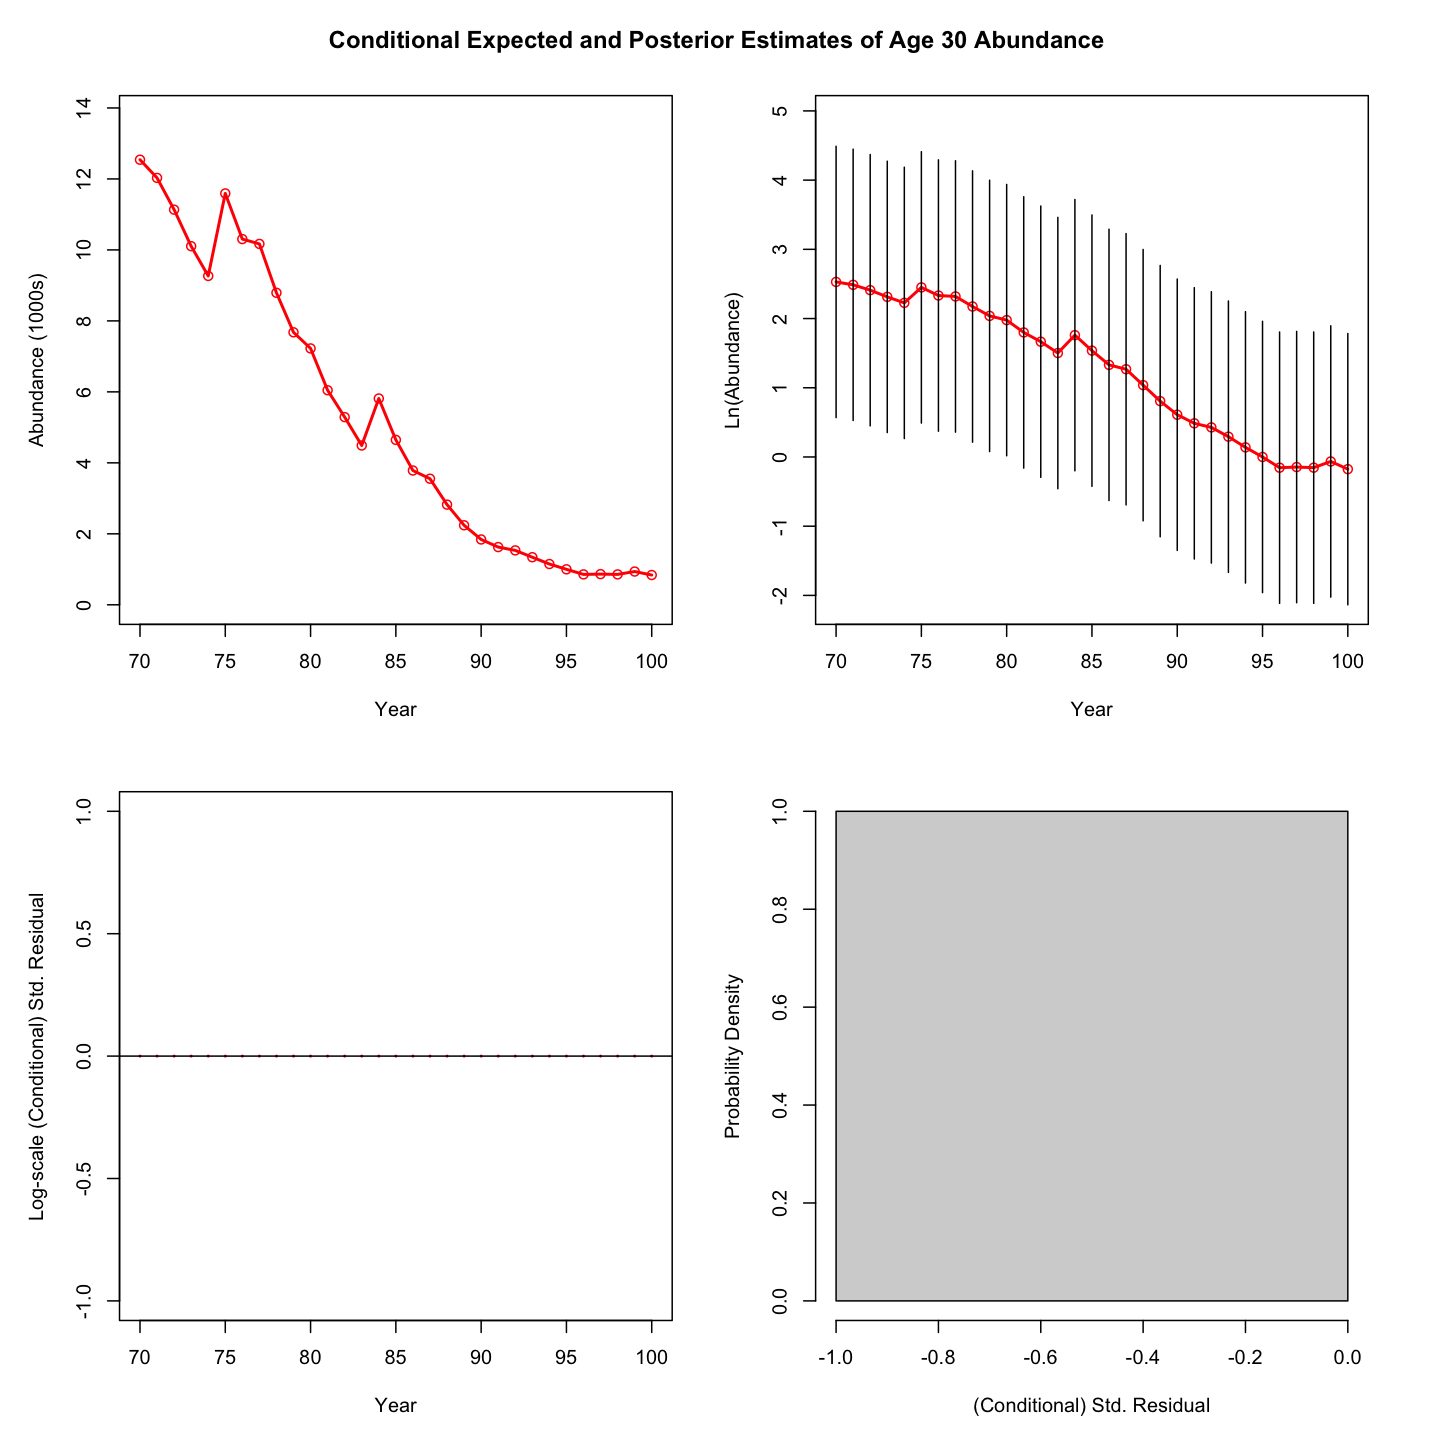 Conditional Expected and Posterior Estimates of Age 30 Abundance
Abundance (1000s)
14
12
10
8
6
4
2
0
70 75 80 85 90 95 100
Year
Ln(Abundance)
5
4
3
2
1
0
-1
-2
70 75 80 85 90 95 100
Year
Log-scale (Conditional) Std. Residual
1.0
0.5
0.0
-0.5
-1.0
70 75 80 85 90 95 100
Year
Probability Density
1.0
0.8
0.6
0.4
0.2
0.0
-1.0 -0.8 -0.6 -0.4 -0.2 0.0
(Conditional) Std. Residual